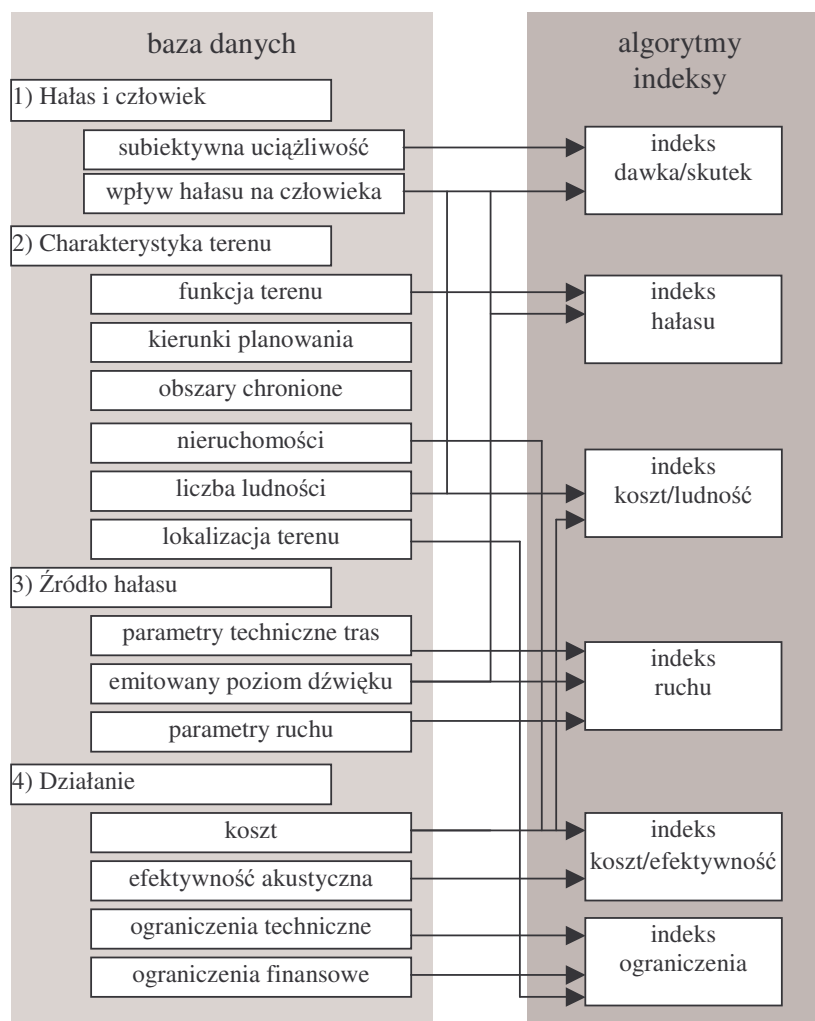 baza danych
1) Hałas i człowiek
subiektywna uciążliwość
wpływ hałasu na człowieka
2) Charakterystyka terenu
funkcja terenu
kierunki planowania
obszary chronione
nieruchomości
liczba ludności
lokalizacja terenu
3) Źródło hałasu
parametry techniczne tras
emitowany poziom dźwięku
parametry ruchu
4) Działanie
koszt
efektywność akustyczna
ograniczenia techniczne
ograniczenia finansowe
algorytmy
indeksy
indeks
dawka/skutek
indeks
hałasu
indeks
koszt/ludność
indeks
ruchu
indeks
koszt/efektywność
indeks
ograniczenia